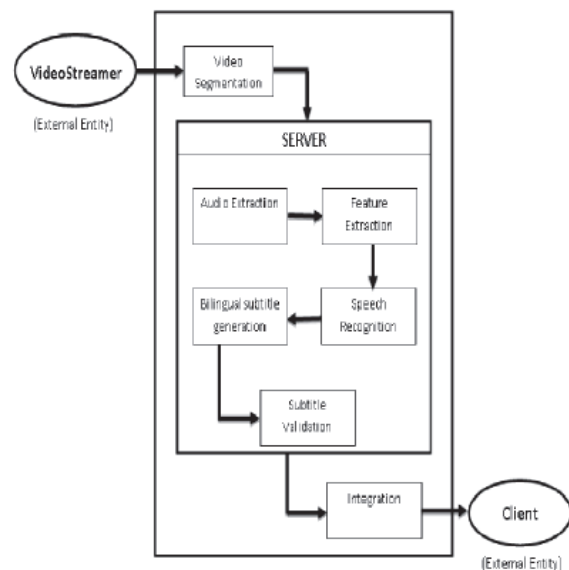 VideoStreamer
(External Entity)
Video
Segmentation
SERVER
Audio Extraction
Feature
Extraction
Bilingual subtitle
generation
Speech
Recognition
Subtitle
Validation
Integration
Client
(External Entity)